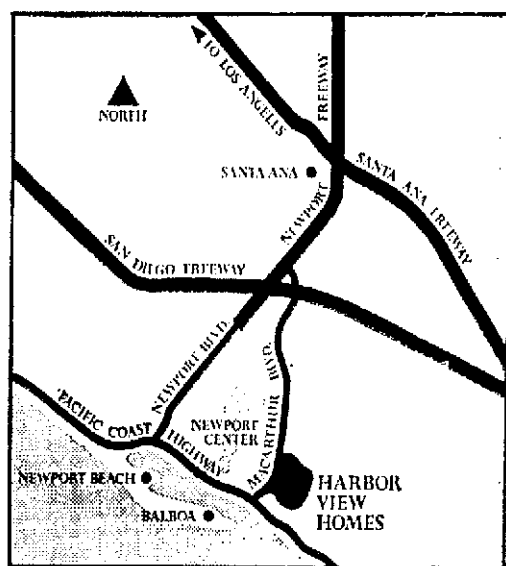 TO LOS ANGELES
FREEWAY
NORTH
SANTA ANA
SANTA ANA FREEWAY
NEWPORT
SAN DIEGO FREEWAY
NEWPORT BLVD.
MACARTHUR BLVD.
PACIFIC COAST
HIGHWAY
NEWPORT
CENTER
NEWPORT BEACH
BALBOA
HARBOR
VIEW
HOMES